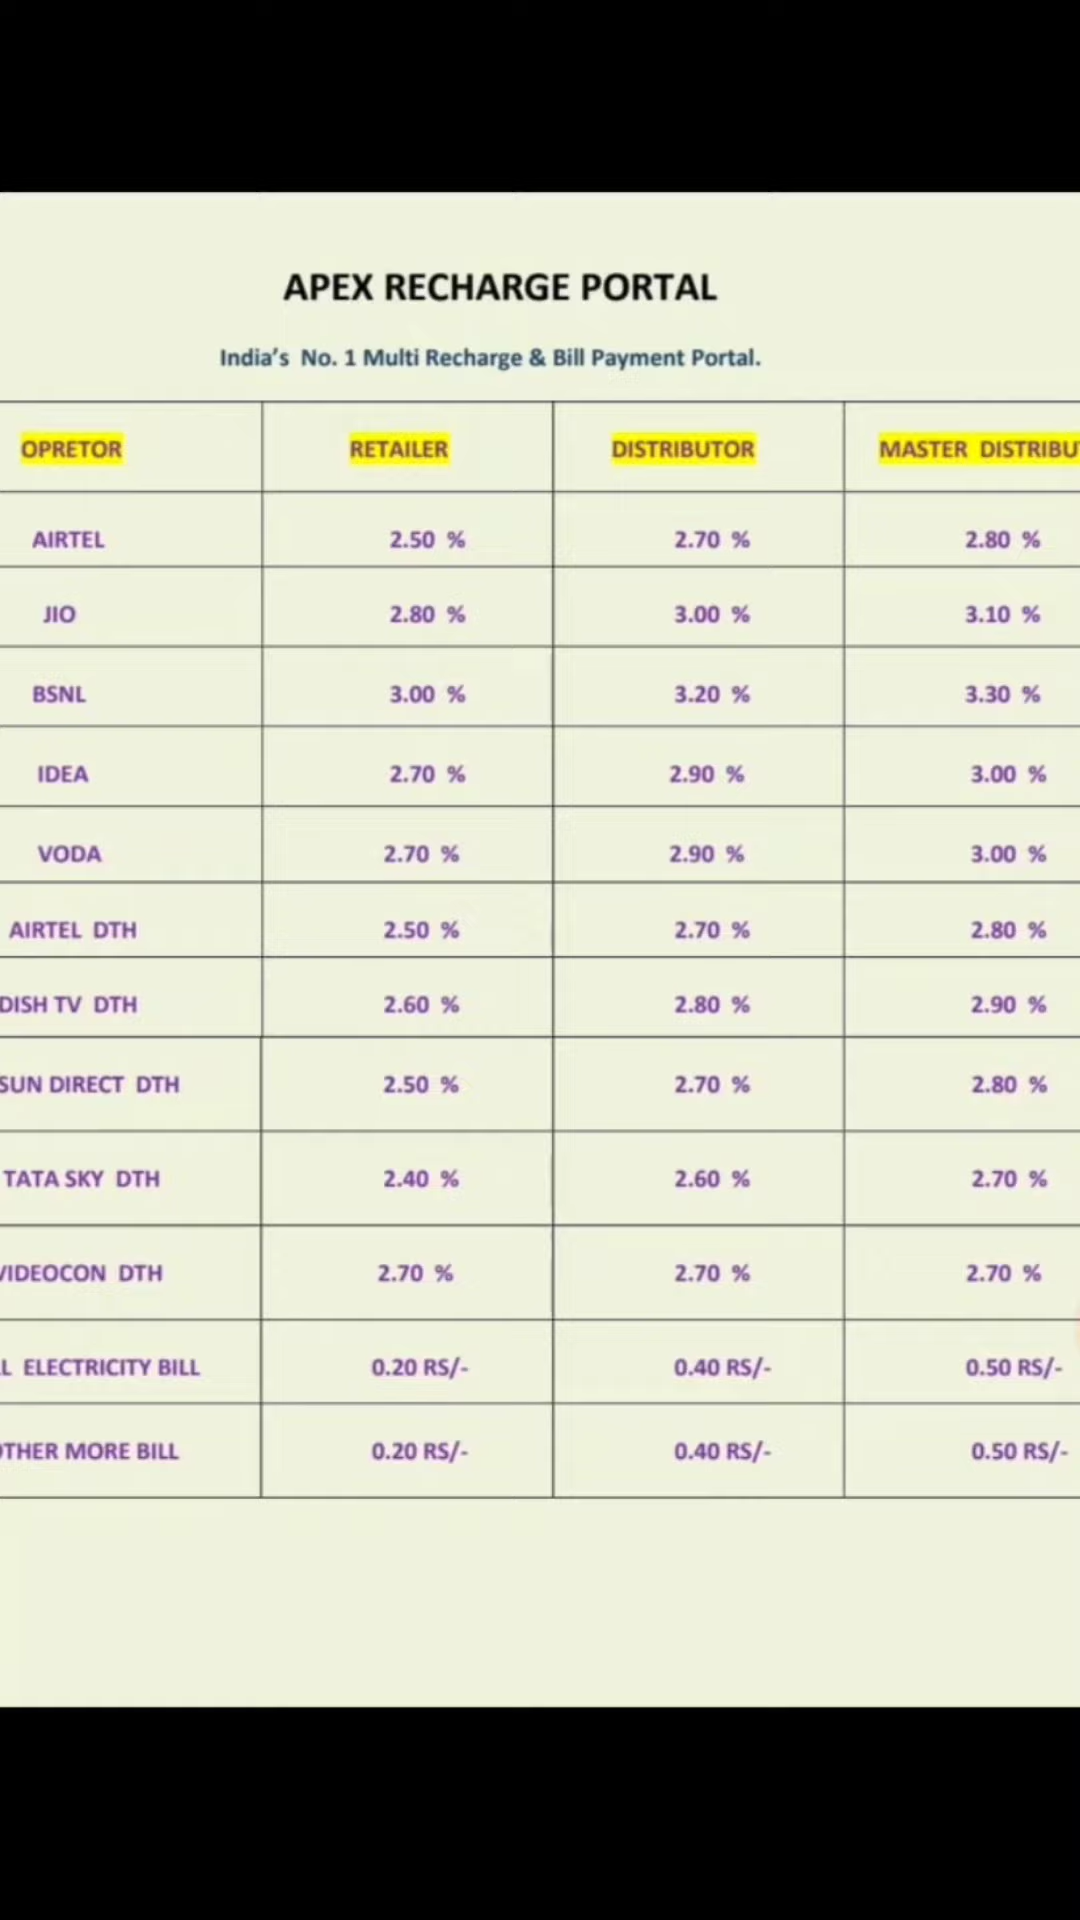 APEX RECHARGE PORTAL
India's No. 1 Multi Recharge & Bill Payment Portal.
OPRETOR RETAILER DISTRIBUTOR MASTER DISTRIBU
AIRTEL 2.50 % 2.70 % 2.80 %
JIO 2.80 % 3.00 % 3.10 %
BSNL 3.00 % 3.20 % 3.30 %
IDEA 2.70 % 2.90 % 3.00 %
VODA 2.70 % 2.90 % 3.00 %
AIRTEL DTH 2.50 % 2.70 % 2.80 %
DISH TV DTH 2.60 % 2.80 % 2.90 %
SUN DIRECT DTH 2.50 % 2.70 % 2.80 %
TATA SKY DTH 2.40 % 2.60 % 2.70 %
VIDEOCON DTH 2.70 % 2.70 % 2.70 %
L ELECTRICITY BILL 0.20 RS/- 0.40 RS/- 0.50 RS/-
OTHER MORE BILL 0.20 RS/- 0.40 RS/- 0.50 RS/-